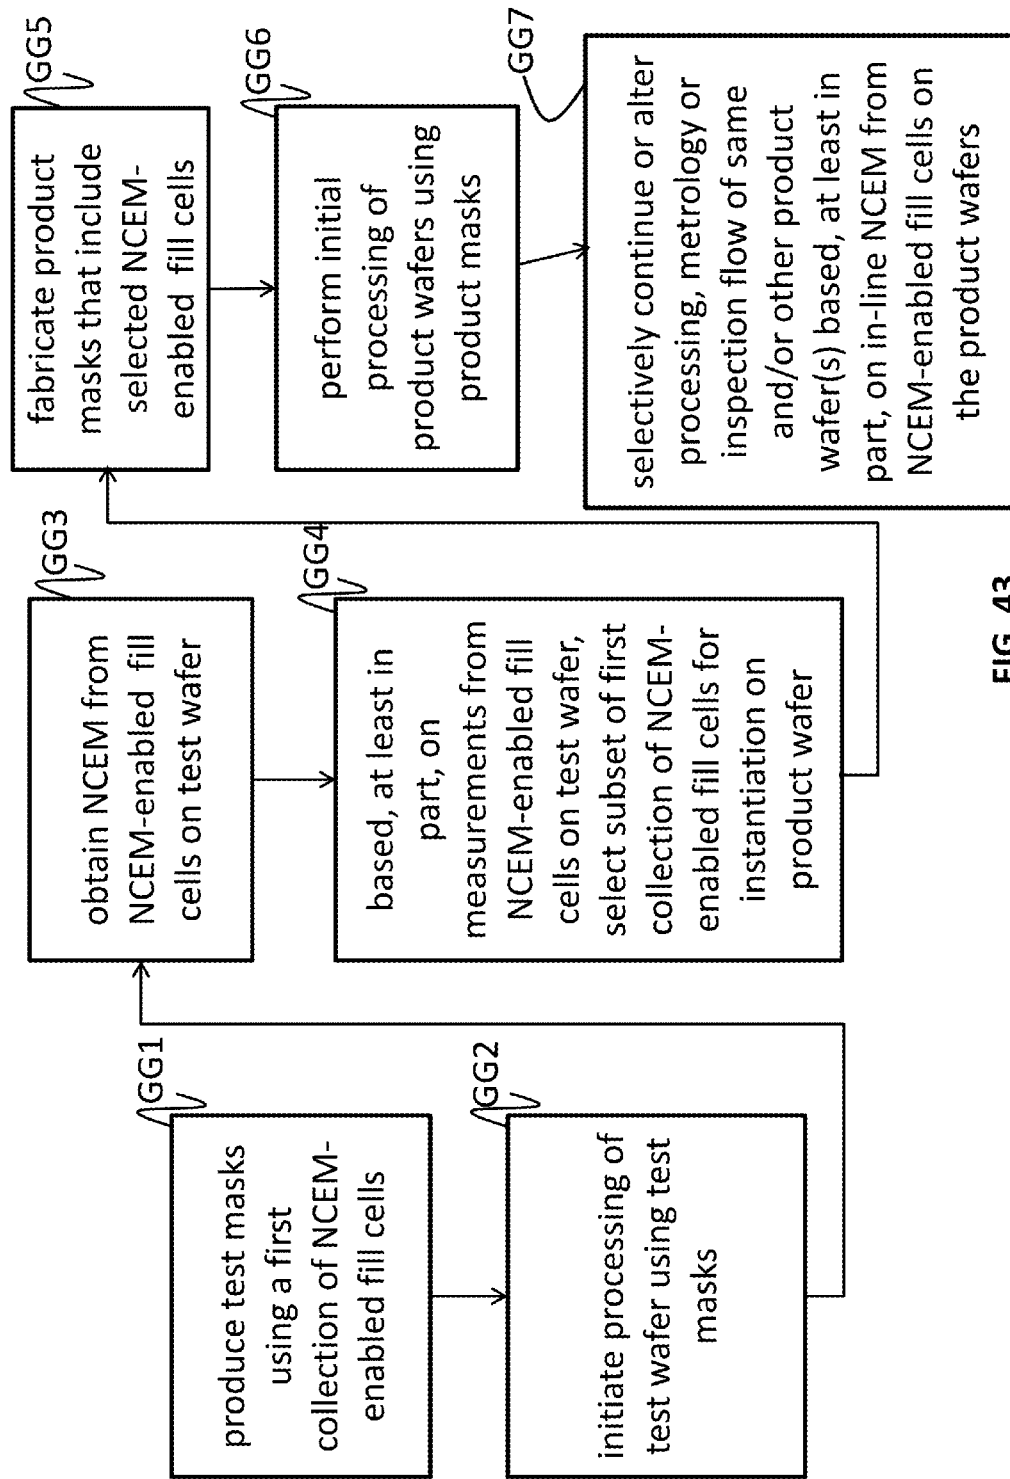 GG1
produce test masks
using a first
collection of NCEM-
enabled fill cells
GG2
initiate processing of
test wafer using test
masks
GG3
obtain NCEM from
NCEM-enabled fill
cells on test wafer
GG4
based, at least in
part, on
measurements from
NCEM-enabled fill
cells on test wafer,
select subset of first
collection of NCEM-
enabled fill cells for
instantiation on
product wafer
GG5
fabricate product
masks that include
selected NCEM-
enabled fill cells
GG6
perform initial
processing of
product wafers using
product masks
GG7
selectively continue or alter
processing, metrology or
inspection flow of same
and/or other product
wafer(s) based, at least in
part, on in-line NCEM from
NCEM-enabled fill cells on
the product wafers
FIG. 43